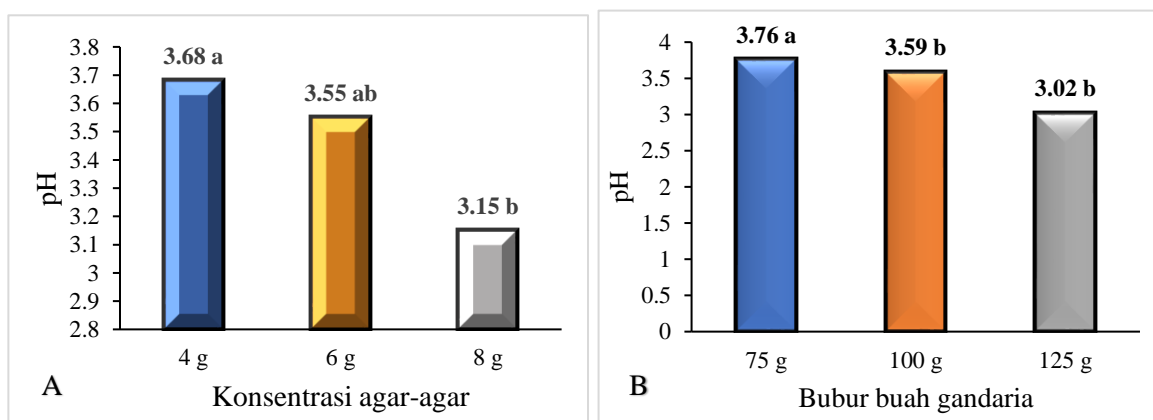 3.8
3.7
3.6
3.5
3.4
3.3
3.2
3.1
3
2.9
2.8
pH
3.68 a
3.55 ab
3.15 b
4 g
6 g
8 g
A
Konsentrasi agar-agar
4
3.5
3
2.5
2
1.5
1
0.5
0
pH
3.76 a
3.59 b
3.02 b
75 g
100 g
125 g
B
Bubur buah gandaria